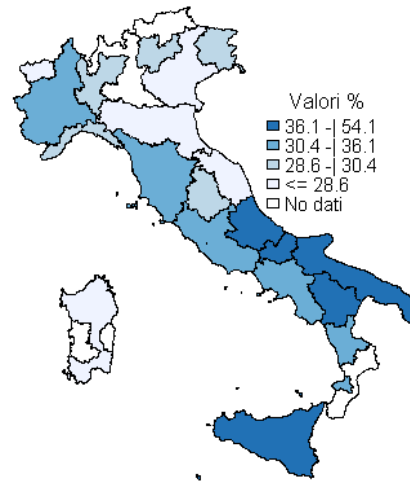 Valori %
36.1 -| 54.1
30.4 -| 36.1
28.6 -| 30.4
<= 28.6
No dati